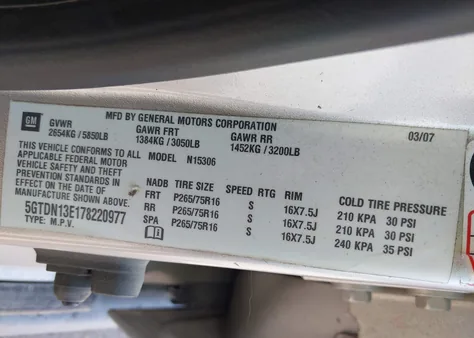 GM
MFD BY GENERAL MOTORS CORPORATION
03/07
GVWR GAWR FRT GAWR RR
2654KG / 5850LB 1384KG / 3050LB 1452KG / 3200LB
THIS VEHICLE CONFORMS TO ALL MODEL N15306
APPLICABLE FEDERAL MOTOR
VEHICLE SAFETY AND THEFT
PREVENTION STANDARDS IN
EFFECT ON THE DATE OF
MANUFACTURE SHOWN ABOVE.
5GTDN13E178220977
TYPE: M.P.V.
NADB TIRE SIZE SPEED RTG RIM COLD TIRE PRESSURE
FRT P265/75R16 S 16X7.5J 210 KPA 30 PSI
RR P265/75R16 S 16X7.5J 210 KPA 30 PSI
SPA P265/75R16 S 16X7.5J 240 KPA 35 PSI